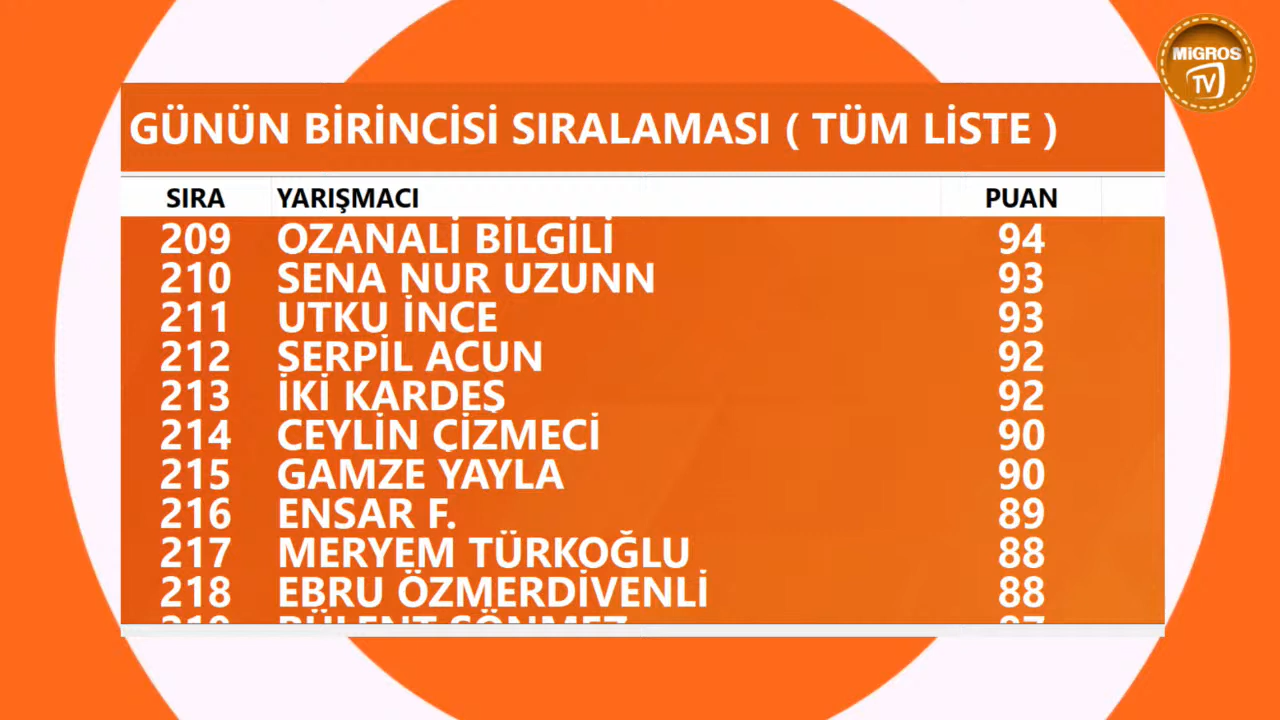 MİGROS
TV
GÜNÜN BİRİNCİSİ SIRALAMASI ( TÜM LİSTE )
SIRA YARIŞMACI PUAN
209 OZANALİ BİLGİLİ 94
210 SENA NUR UZUNN 93
211 UTKU İNCE 93
212 SERPİL ACUN 92
213 İKİ KARDEŞ 92
214 CEYLİN ÇİZMECİ 90
215 GAMZE YAYLA 90
216 ENSAR F. 89
217 MERYEM TÜRKOĞLU 88
218 EBRU ÖZMERDİVENLİ 88